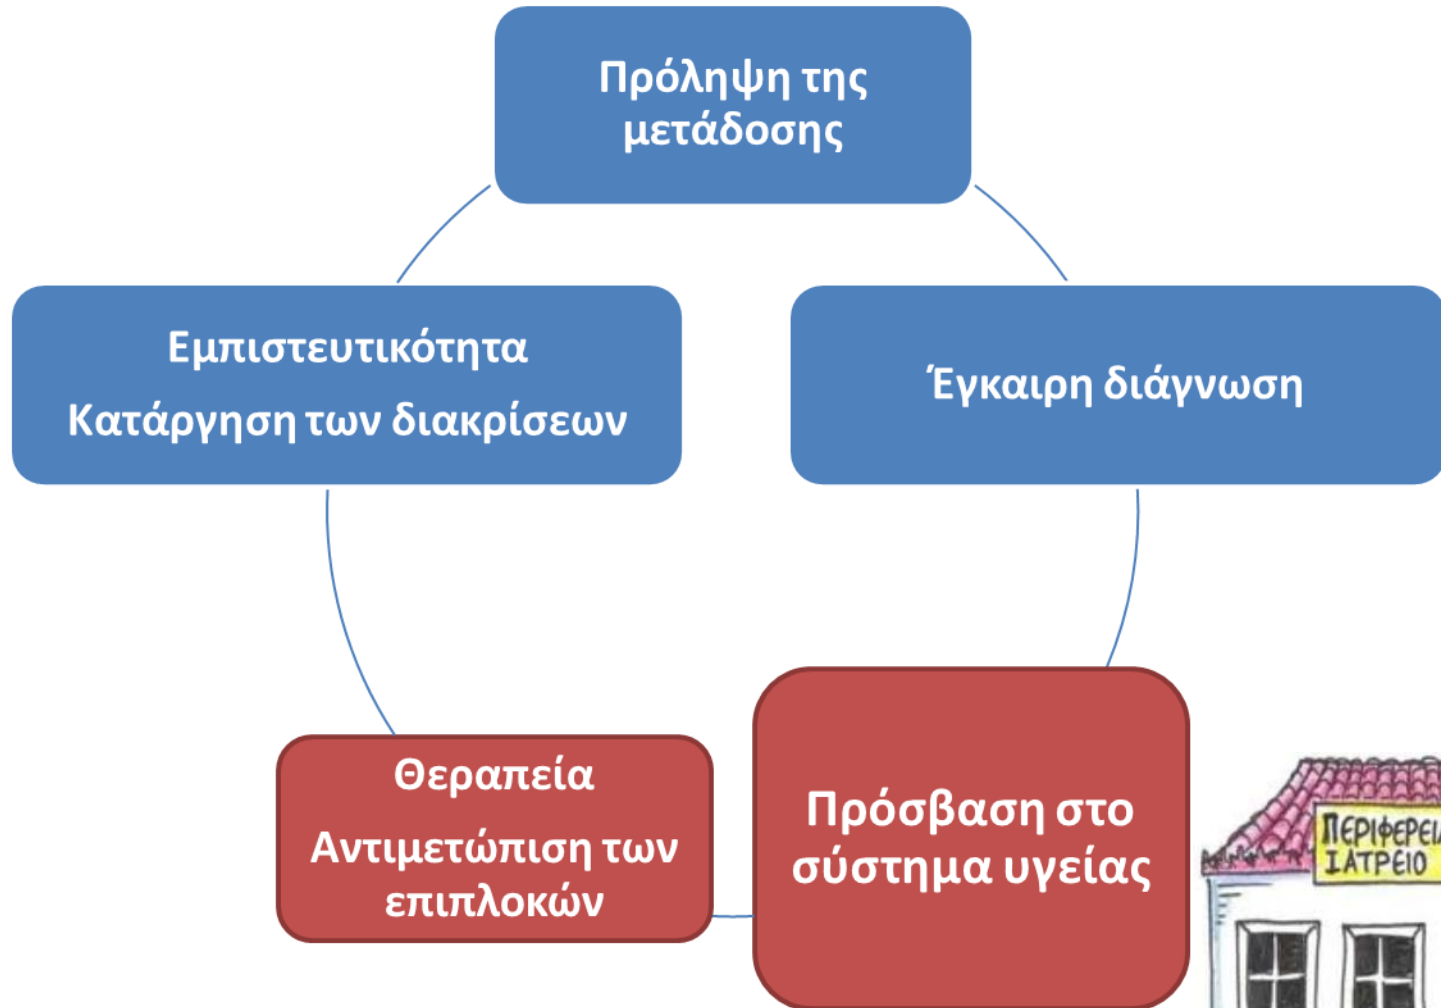 Πρόληψη της
μετάδοσης
Εμπιστευτικότητα
Κατάργηση των διακρίσεων
Έγκαιρη διάγνωση
Θεραπεία
Αντιμετώπιση των
επιπλοκών
Πρόσβαση στο
σύστημα υγείας
ΙΑΤΡΕΙΟ